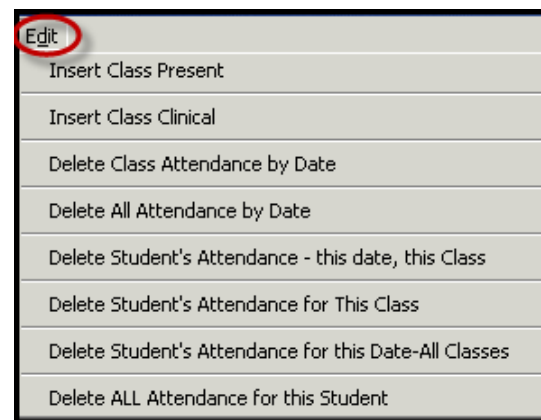 Edit
Insert Class Present
Insert Class Clinical
Delete Class Attendance by Date
Delete All Attendance by Date
Delete Student's Attendance - this date, this Class
Delete Student's Attendance for This Class
Delete Student's Attendance for this Date-All Classes
Delete ALL Attendance for this Student